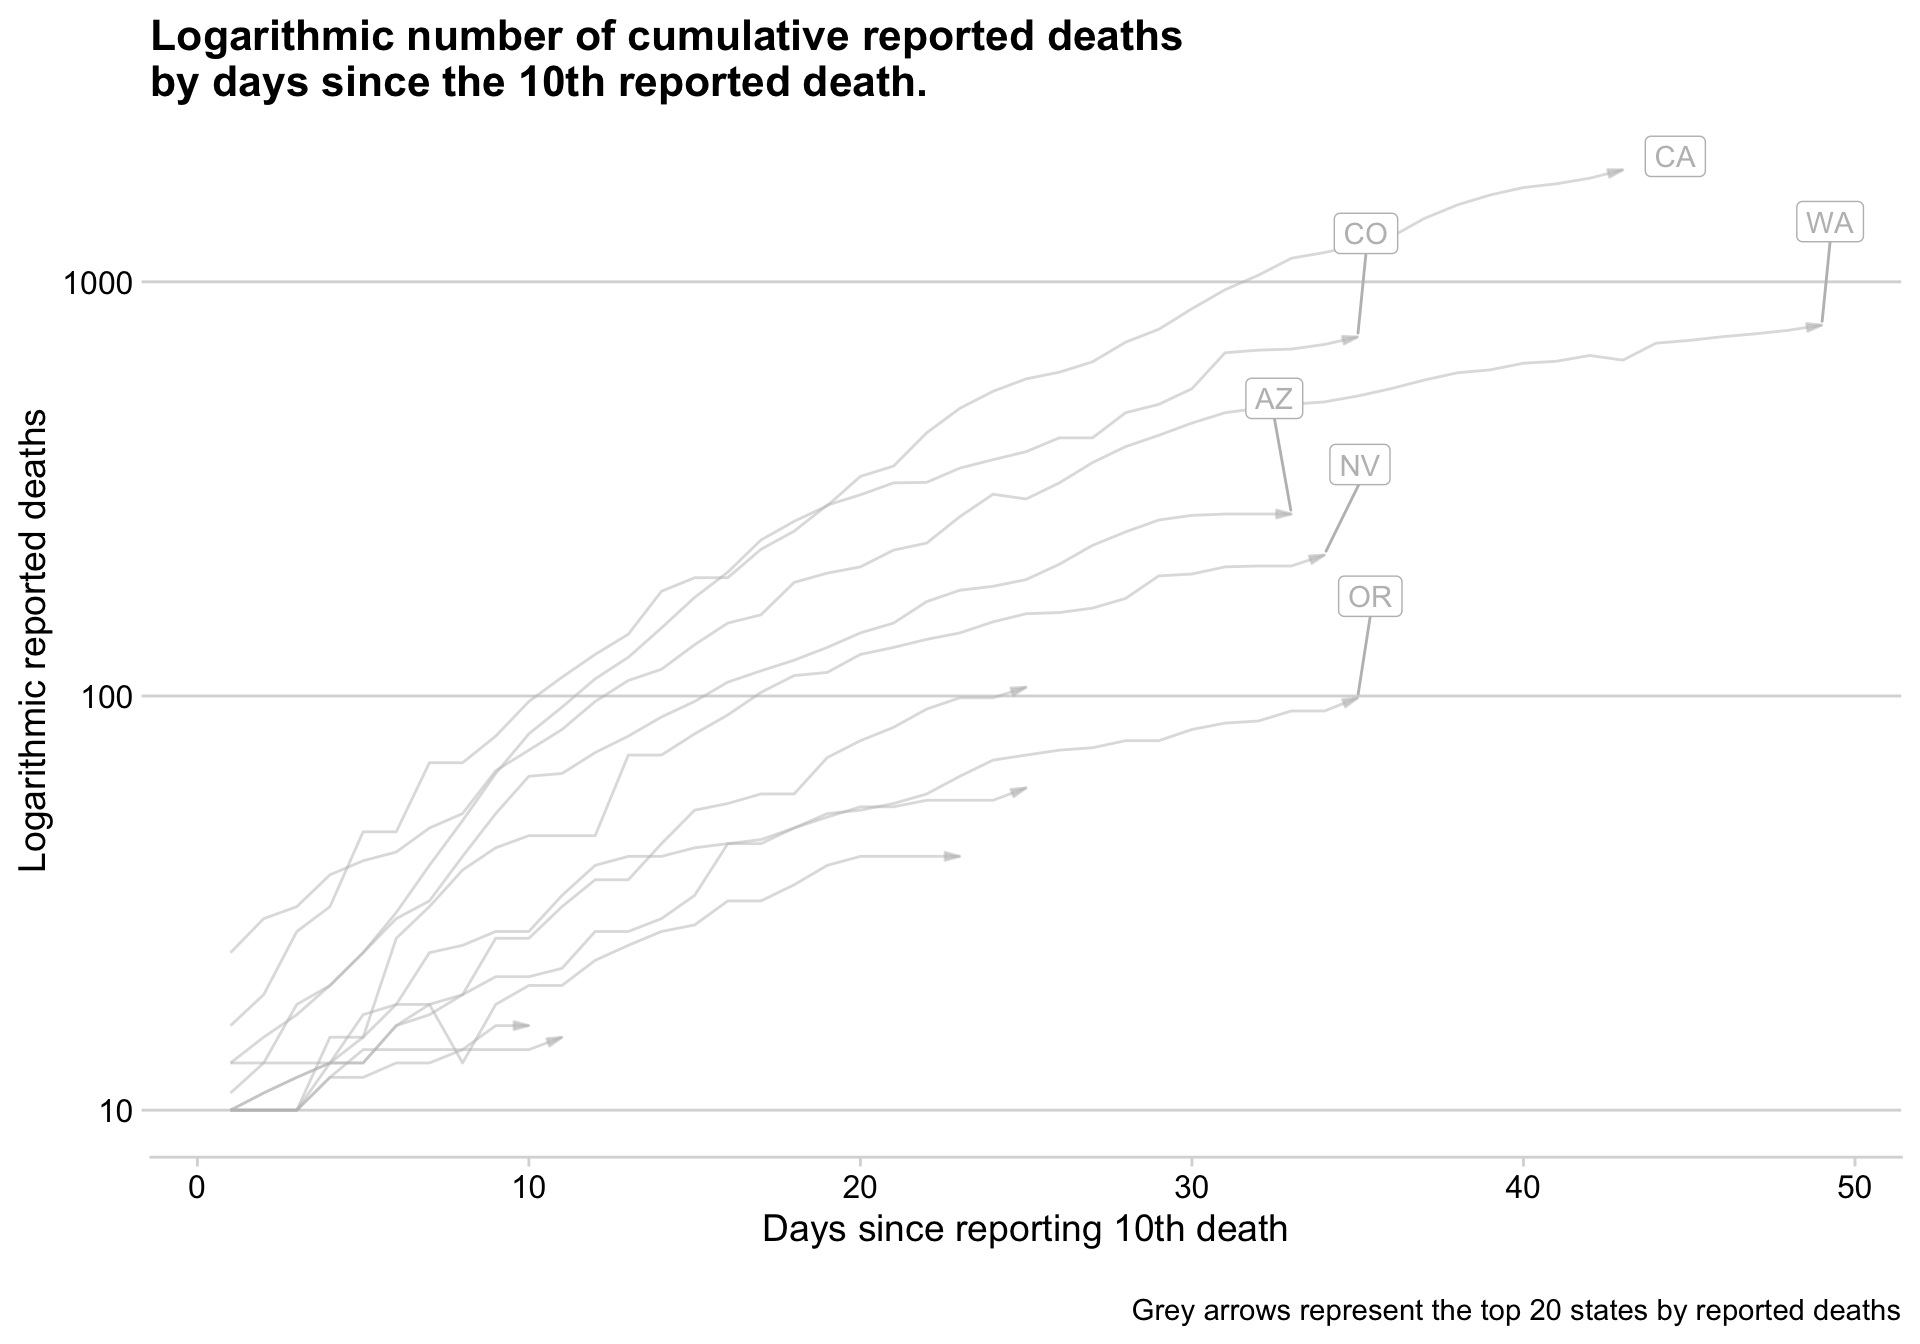 Logarithmic number of cumulative reported deaths
by days since the 10th reported death.
CA
WA
CO
1000
AZ
NV
OR
100
10
Logarithmic reported deaths
0 10 20 30 40 50
Days since reporting 10th death
Grey arrows represent the top 20 states by reported deaths